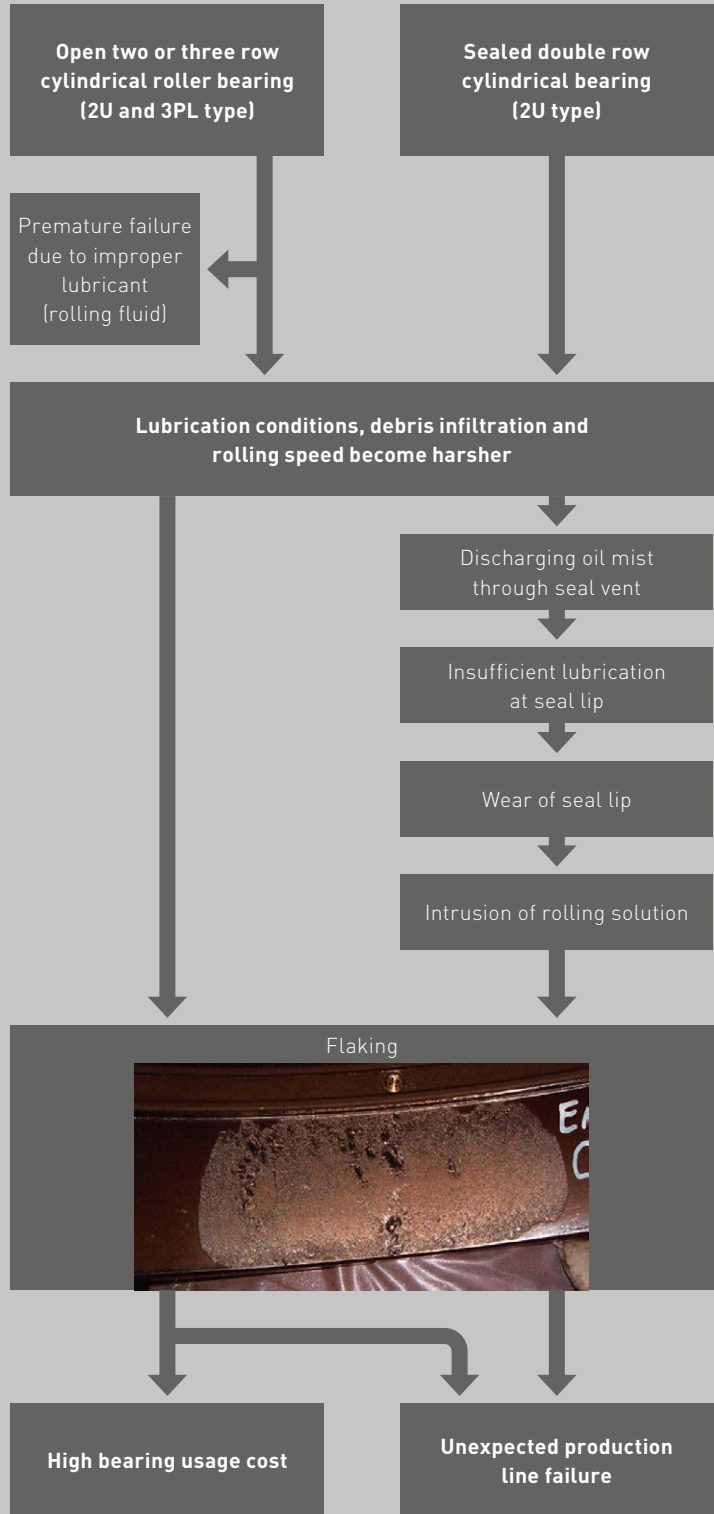 Open two or three row
cylindrical roller bearing
(2U and 3PL type)
Sealed double row
cylindrical bearing
(2U type)
Premature failure
due to improper
lubricant
(rolling fluid)
Lubrication conditions, debris infiltration and
rolling speed become harsher
Discharging oil mist
through seal vent
Insufficient lubrication
at seal lip
Wear of seal lip
Intrusion of rolling solution
Flaking
High bearing usage cost
Unexpected production
line failure